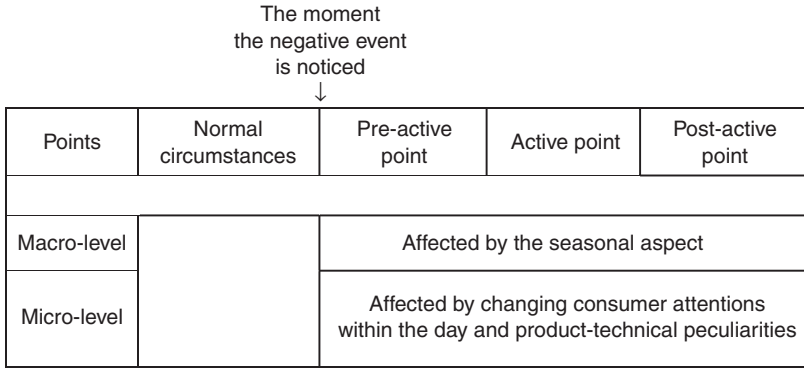 The moment
the negative event
is noticed
↓
Points
Normal
circumstances
Pre-active
point
Active point
Post-active
point
Macro-level
Affected by the seasonal aspect
Micro-level
Affected by changing consumer attentions
within the day and product-technical peculiarities